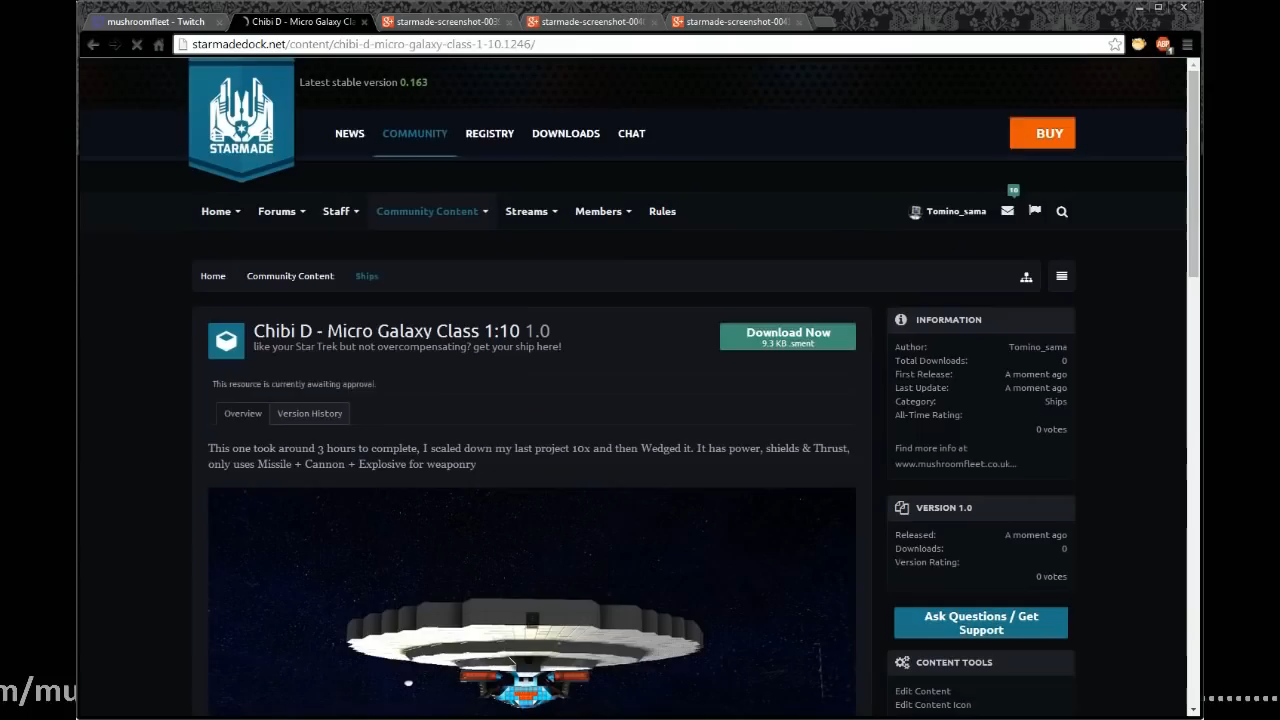 mushroomfleet - Twitch
Chibi D - Micro Galaxy Cla
starmade-screenshot-003
starmade-screenshot-004
starmade-screenshot-004
starmadedock.net/content/chibi-d-micro-galaxy-class-1-10.1246/
ABP
1
Latest stable version 0.163
STARMADE
NEWS
COMMUNITY
REGISTRY
DOWNLOADS
CHAT
BUY
18
Home
Forums
Staff
Community Content
Streams
Members
Rules
Tomino_sama
Home
Community Content
Ships
Chibi D - Micro Galaxy Class 1:10 1.0
like your Star Trek but not overcompensating? get your ship here!
Download Now
9.3 KB .sment
This resource is currently awaiting approval.
Overview
Version History
This one took around 3 hours to complete, I scaled down my last project 10x and then Wedged it. It has power, shields & Thrust,
only uses Missile + Cannon + Explosive for weaponry
INFORMATION
Author: Tomino_sama
Total Downloads: 0
First Release: A moment ago
Last Update: A moment ago
Category: Ships
All-Time Rating:
0 votes
Find more info at
www.mushroomfleet.co.uk...
VERSION 1.0
Released: A moment ago
Downloads: 0
Version Rating:
0 votes
Ask Questions / Get
Support
CONTENT TOOLS
Edit Content
Edit Content Icon
m/mu